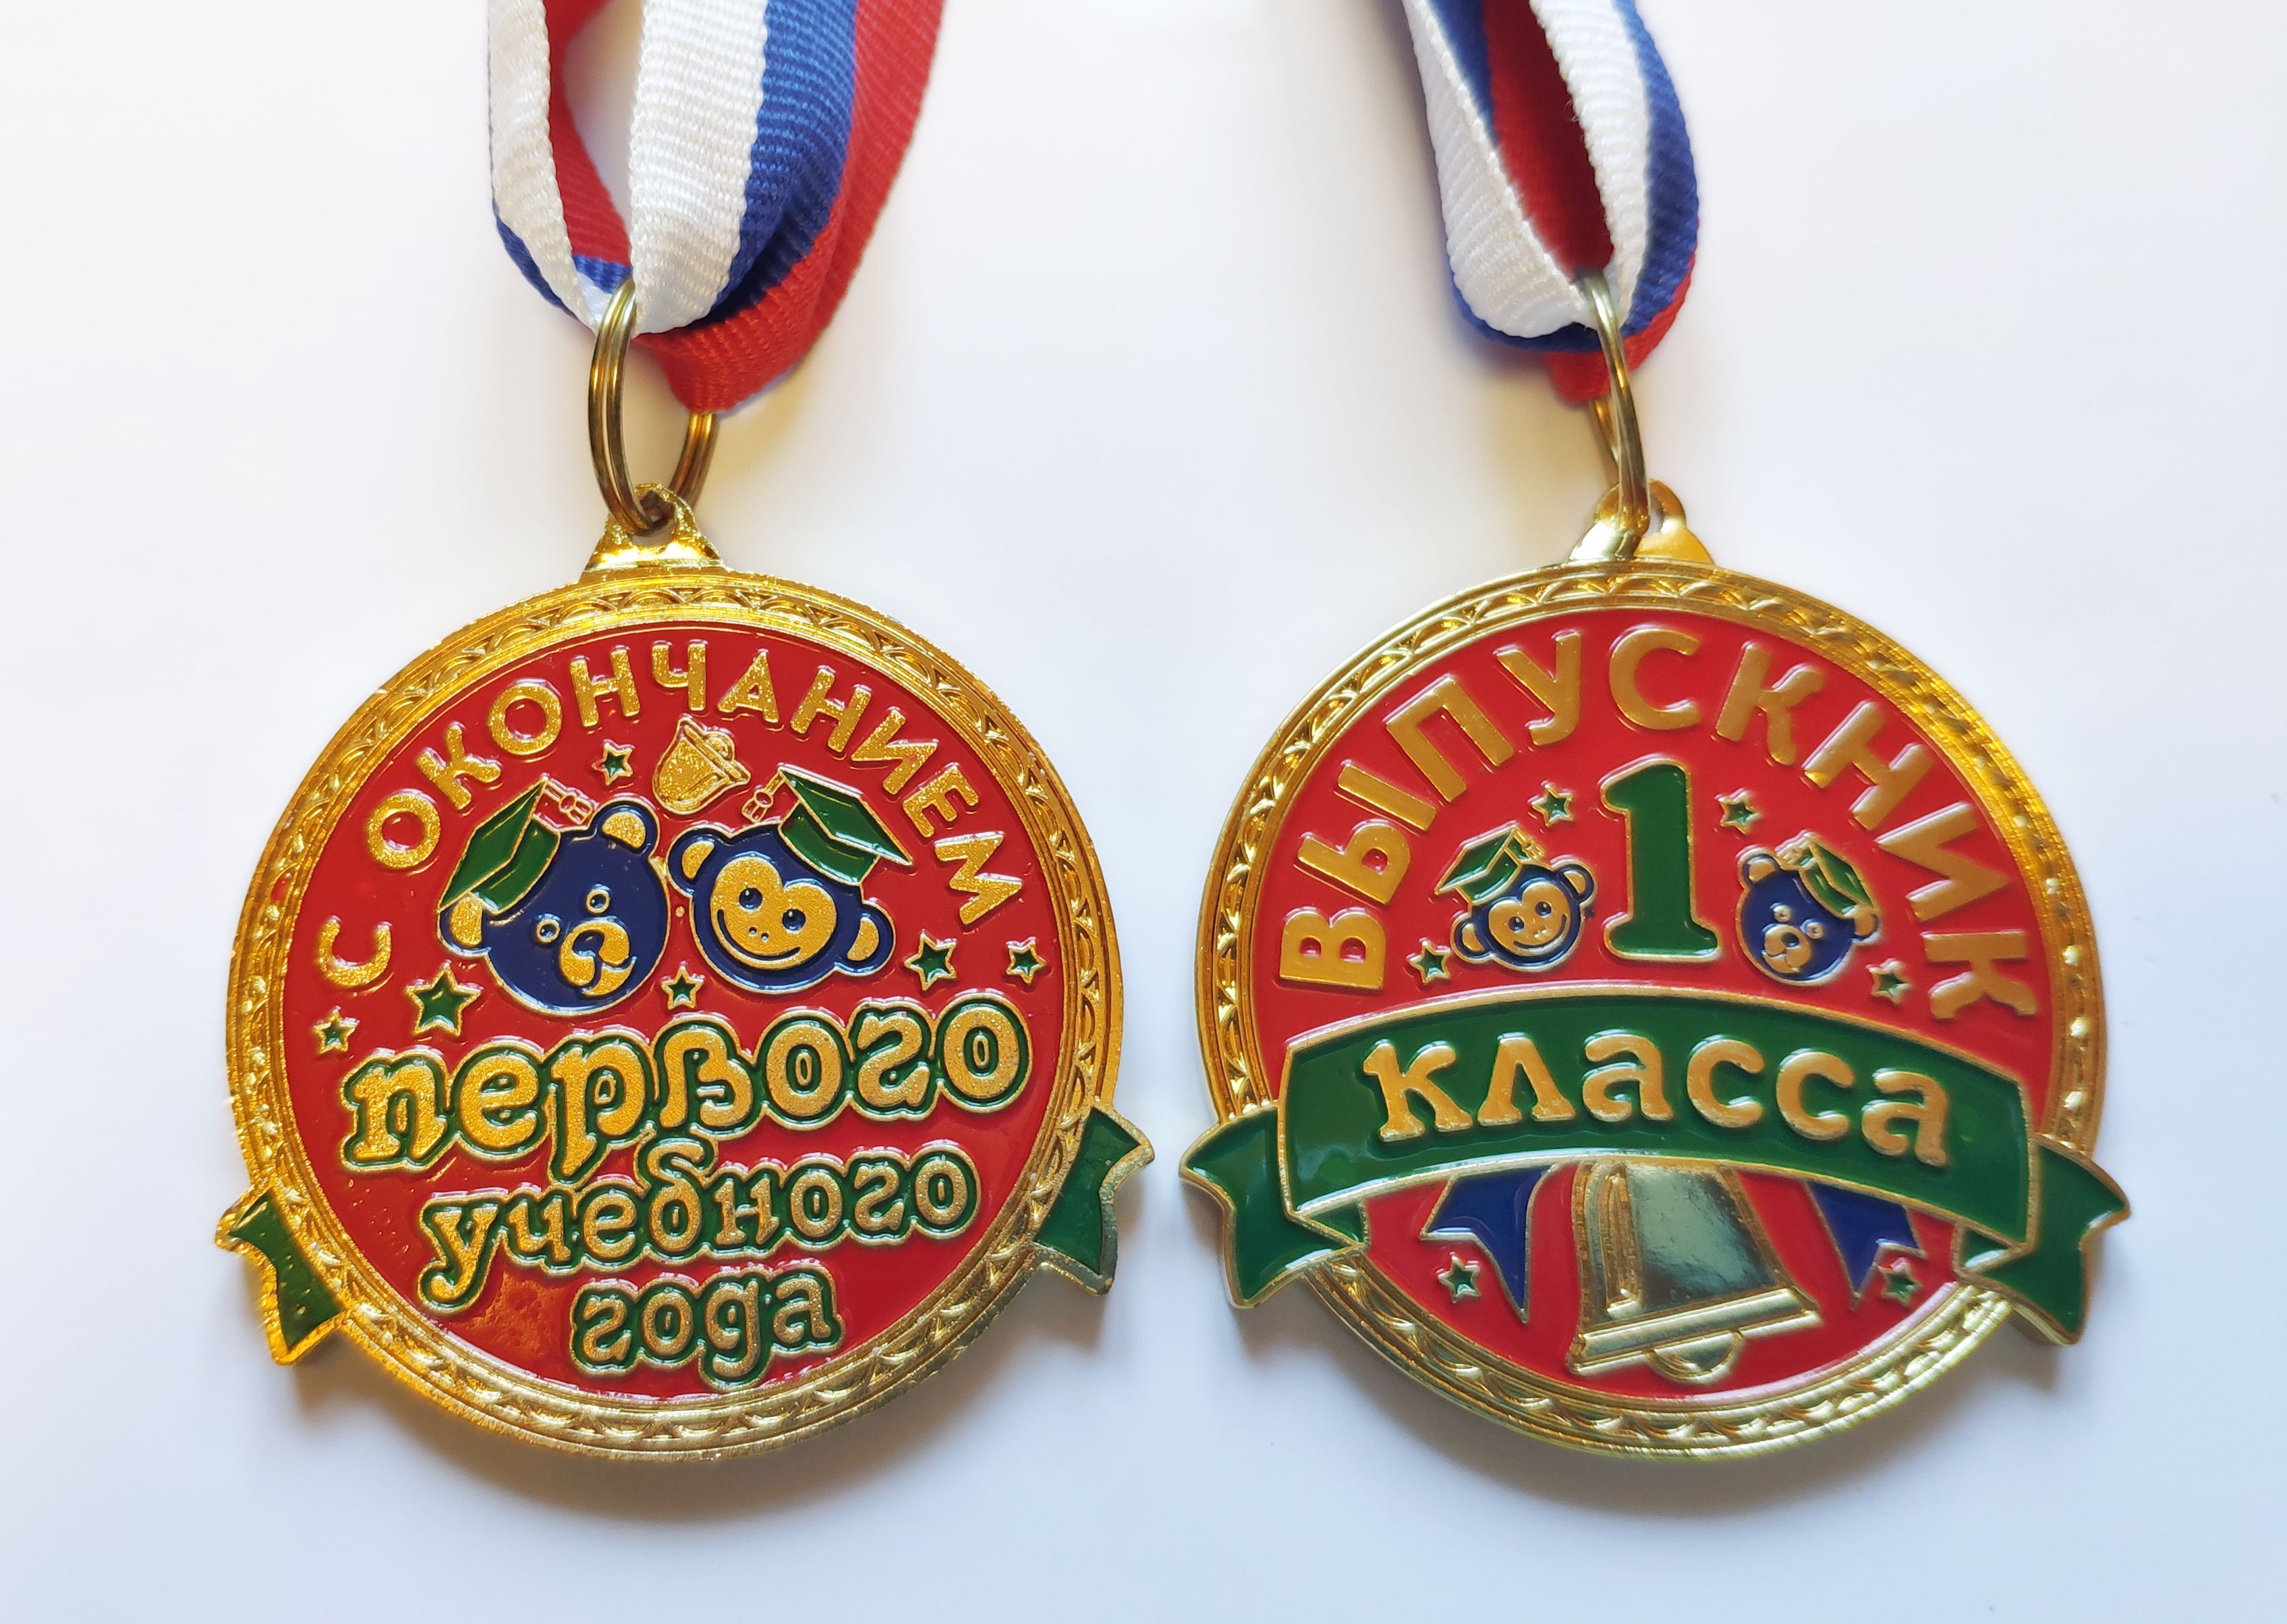 С ОКОНЧАНИЕМ
первого
учебного
года
ВЫПУСКНИК
1
класса